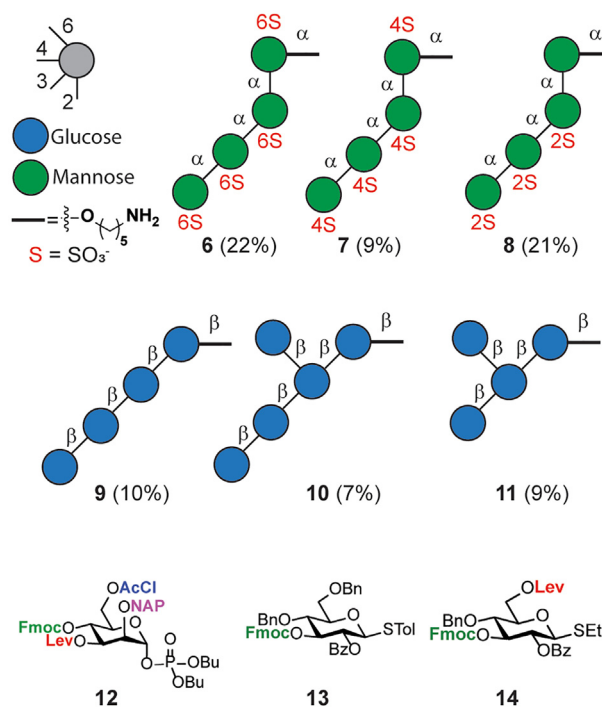 6
4
3
2
Glucose
Mannose
= O 5 NH₂
S = SO₃⁻
6S
α
α
6S
α
6S
α
6S
6 (22%)
4S
α
α
4S
α
4S
α
4S
7 (9%)
α
α
2S
α
2S
α
2S
8 (21%)
β
β
β
β
9 (10%)
β
β
β
β
β
10 (7%)
β
β
β
β
11 (9%)
OAcCl
ONAP
FmocO
LevO
O
O
O-P-OBu
OBu
12
OBn
BnO
O
FmocO
STol
BzO
13
OLev
BnO
O
FmocO
SEt
OBz
14